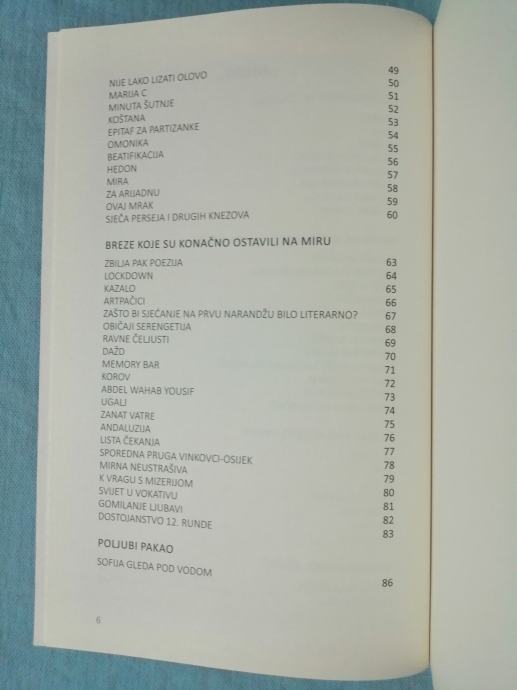 NIJE LAKO LIZATI OLOVO 49
MARIJA C 50
MINUTA ŠUTNJE 51
KOŠTANA 52
EPITAF ZA PARTIZANKE 53
OMONIKA 54
BEATIFIKACIJA 55
HEDON 56
MIRA 57
ZA ARIJADNU 58
OVAJ MRAK 59
SJEČA PERSEJA I DRUGIH KNEZOVA 60
BREZE KOJE SU KONAČNO OSTAVILI NA MIRU
ZBILJA PAK POEZIJA 63
LOCKDOWN 64
KAZALO 65
ARTPAČICI 66
ZAŠTO BI SJEĆANJE NA PRVU NARANDŽU BILO LITERARNO? 67
OBIČAJI SERENGETIJA 68
RAVNE ČELJUSTI 69
DAŽD 70
MEMORY BAR 71
KOROV 72
ABDEL WAHAB YOUSIF 73
UGALJ 74
ZANAT VATRE 75
ANDALUZIJA 76
LISTA ČEKANJA 77
SPOREDNA PRUGA VINKOVCI-OSIJEK 78
MIRNA NEUSTRAŠIVA 79
K VRAGU S MIZERIJOM 80
SVIJET U VOKATIVU 81
GOMILANJE LJUBAVI 82
DOSTOJANSTVO 12. RUNDE 83
POLJUBI PAKAO
SOFIJA GLEDA POD VODOM 86
6